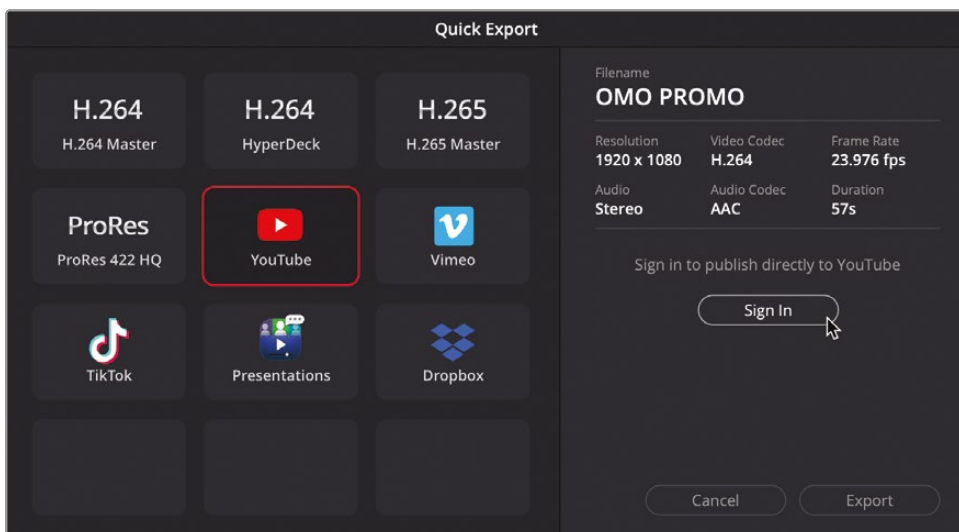 Quick Export
H.264
H.264 Master
H.264
HyperDeck
H.265
H.265 Master
ProRes
ProRes 422 HQ
YouTube
Vimeo
TikTok
Presentations
Dropbox
Filename
OMO PROMO
Resolution
1920 x 1080
Video Codec
H.264
Frame Rate
23.976 fps
Audio
Stereo
Audio Codec
AAC
Duration
57s
Sign in to publish directly to YouTube
Sign In
Cancel
Export